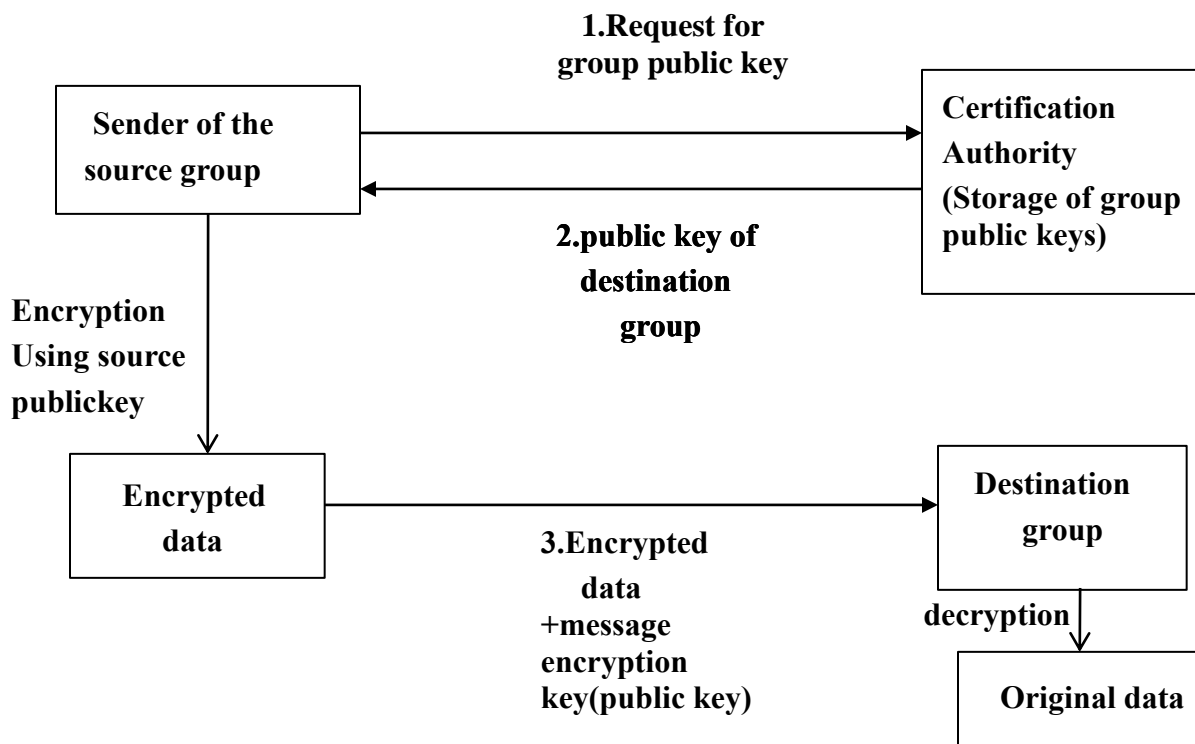 1.Request for
group public key
Sender of the
source group
Certification
Authority
(Storage of group
public keys)
2.public key of
destination
group
Encryption
Using source
publickey
Encrypted
data
3.Encrypted
data
+message
encryption
key(public key)
Destination
group
decryption
Original data